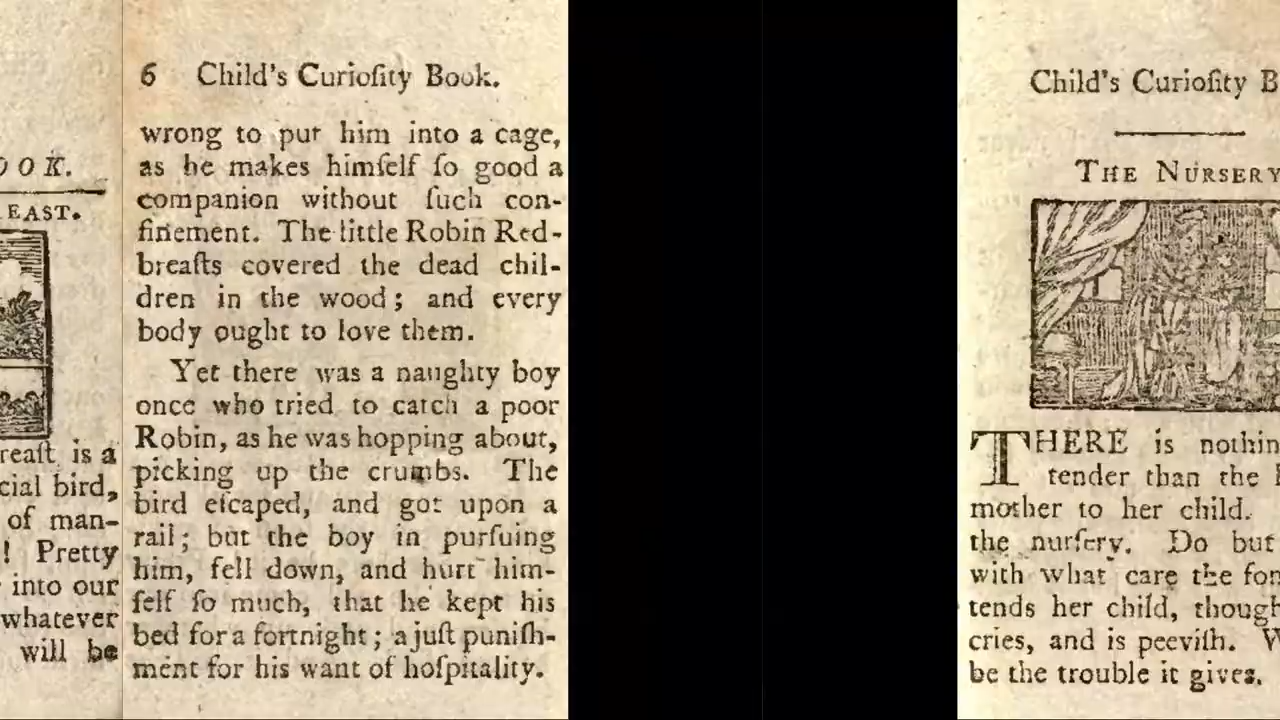 OOK.
EAST.
reaſt is a
cial bird,
of man-
! Pretty
into our
whatever
will be
6 Child's Curioſity Book.
wrong to put him into a cage,
as he makes himſelf ſo good a
companion without ſuch con-
finement. The little Robin Red-
breaſts covered the dead chil-
dren in the wood; and every
body ought to love them.
Yet there was a naughty boy
once who tried to catch a poor
Robin, as he was hopping about,
picking up the crumbs. The
bird eſcaped, and got upon a
rail; but the boy in purſuing
him, fell down, and hurt him-
ſelf ſo much, that he kept his
bed for a fortnight; a juſt puniſh-
ment for his want of hoſpitality.
Child's Curioſity B
THE NURSERY
THERE is nothin
tender than the
mother to her child.
the nurſery. Do but
with what care the fon
tends her child, though
cries, and is peeviſh. W
be the trouble it gives.